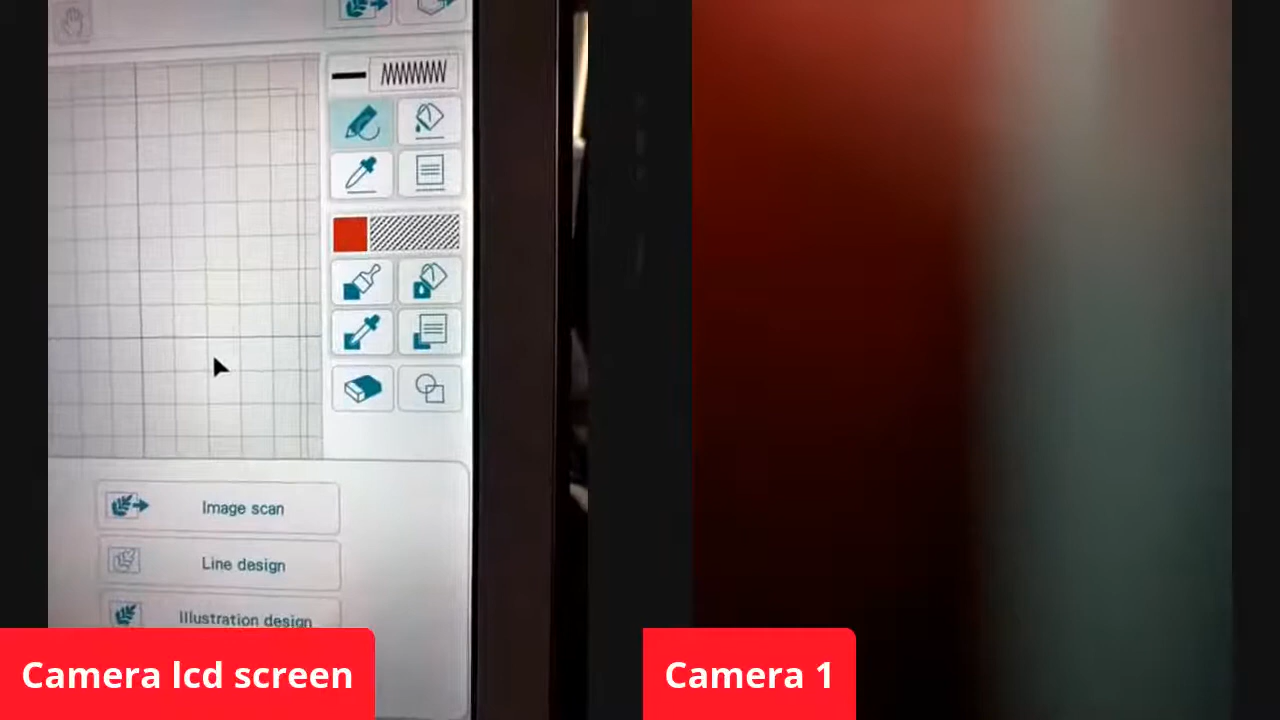 Image scan
Line design
Illustration design
Camera lcd screen
Camera 1